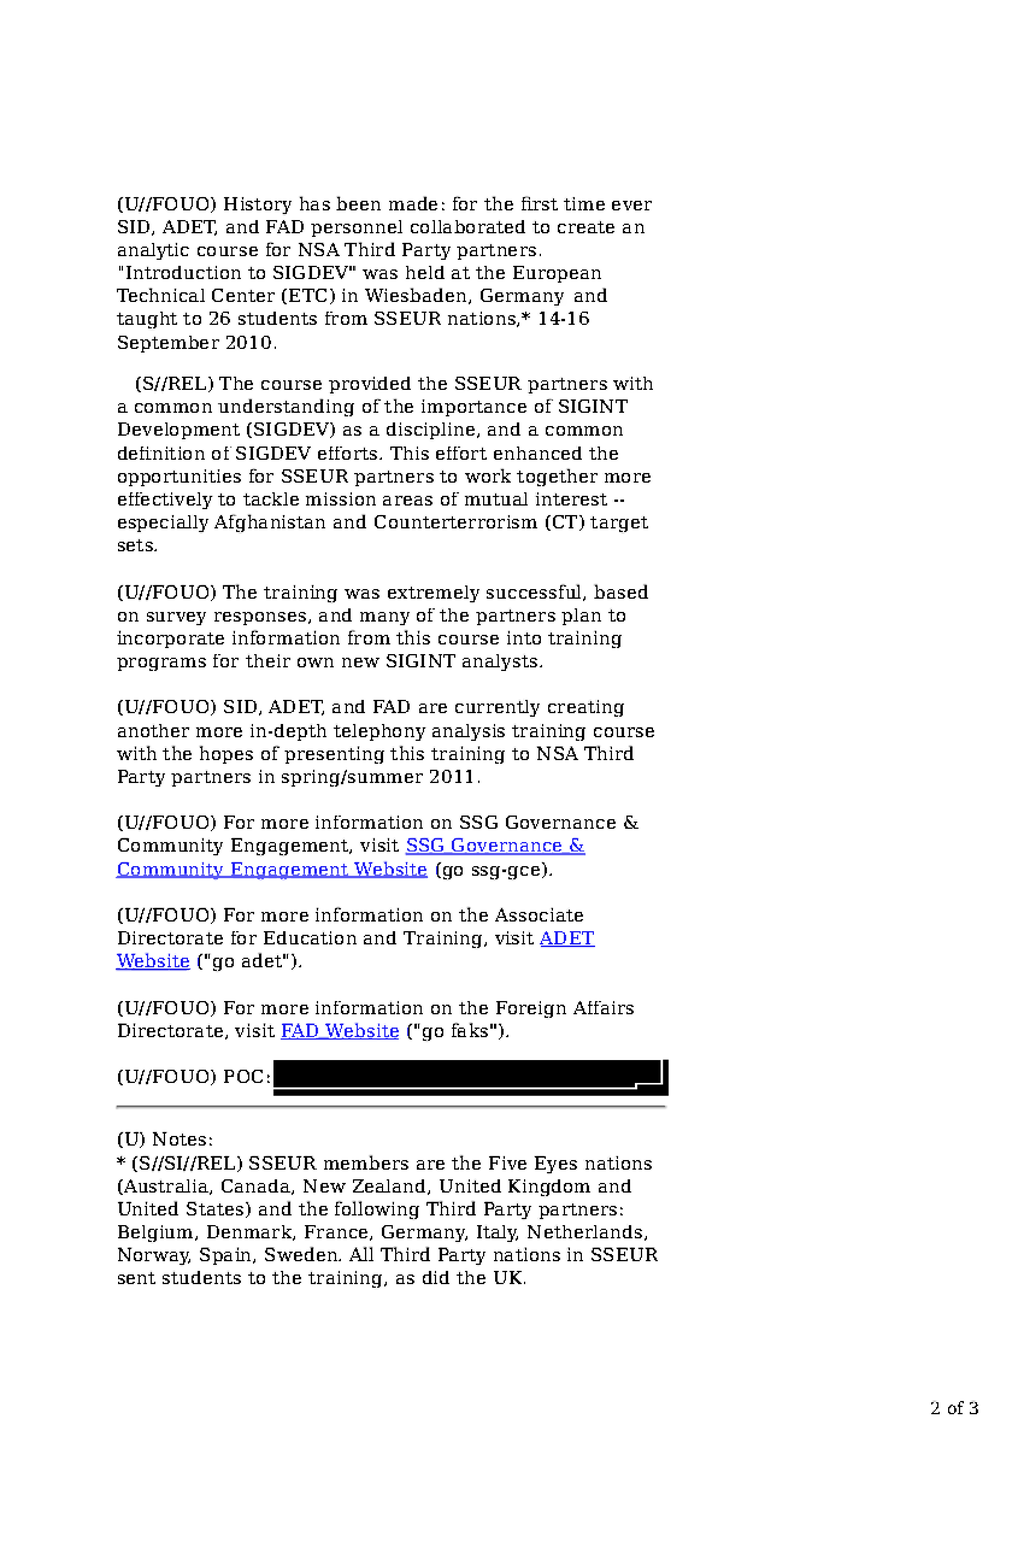 (U//FOUO) History has been made: for the first time ever
SID, ADET, and FAD personnel collaborated to create an
analytic course for NSA Third Party partners.
"Introduction to SIGDEV" was held at the European
Technical Center (ETC) in Wiesbaden, Germany and
taught to 26 students from SSEUR nations,* 14-16
September 2010.
(S//REL) The course provided the SSEUR partners with
a common understanding of the importance of SIGINT
Development (SIGDEV) as a discipline, and a common
definition of SIGDEV efforts. This effort enhanced the
opportunities for SSEUR partners to work together more
effectively to tackle mission areas of mutual interest --
especially Afghanistan and Counterterrorism (CT) target
sets.
(U//FOUO) The training was extremely successful, based
on survey responses, and many of the partners plan to
incorporate information from this course into training
programs for their own new SIGINT analysts.
(U//FOUO) SID, ADET, and FAD are currently creating
another more in-depth telephony analysis training course
with the hopes of presenting this training to NSA Third
Party partners in spring/summer 2011.
(U//FOUO) For more information on SSG Governance &
Community Engagement, visit SSG Governance &
Community Engagement Website (go ssg-gce).
(U//FOUO) For more information on the Associate
Directorate for Education and Training, visit ADET
Website ("go adet").
(U//FOUO) For more information on the Foreign Affairs
Directorate, visit FAD Website ("go faks").
(U//FOUO) POC:
(U) Notes:
* (S//SI//REL) SSEUR members are the Five Eyes nations
(Australia, Canada, New Zealand, United Kingdom and
United States) and the following Third Party partners:
Belgium, Denmark, France, Germany, Italy, Netherlands,
Norway, Spain, Sweden. All Third Party nations in SSEUR
sent students to the training, as did the UK.
2 of 3